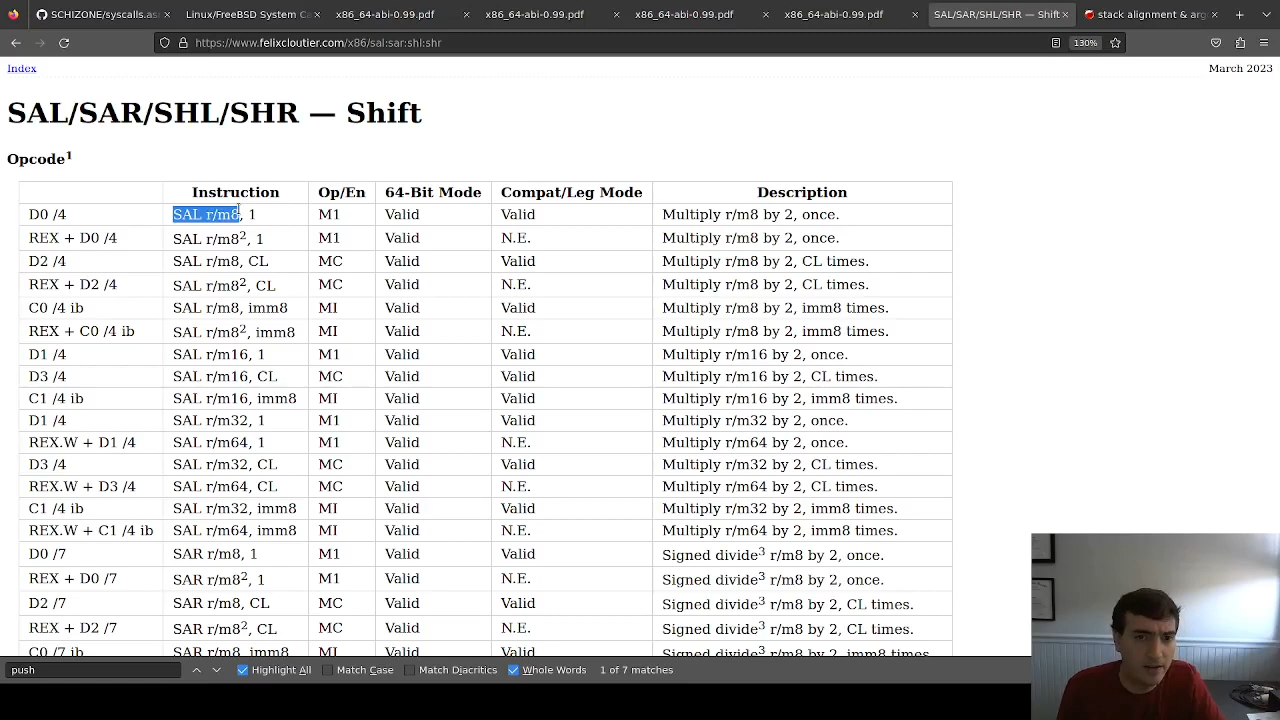 SCHIZONE/syscalls.as
Linux/FreeBSD System Ca
x86_64-abi-0.99.pdf
x86_64-abi-0.99.pdf
x86_64-abi-0.99.pdf
x86_64-abi-0.99.pdf
SAL/SAR/SHL/SHR — Shift
stack alignment & arg
https://www.felixcloutier.com/x86/sal:sar:shl:shr
130%
Index
March 2023
SAL/SAR/SHL/SHR — Shift
Opcode1
Instruction Op/En 64-Bit Mode Compat/Leg Mode Description
D0 /4 SAL r/m8, 1 M1 Valid Valid Multiply r/m8 by 2, once.
REX + D0 /4 SAL r/m82, 1 M1 Valid N.E. Multiply r/m8 by 2, once.
D2 /4 SAL r/m8, CL MC Valid Valid Multiply r/m8 by 2, CL times.
REX + D2 /4 SAL r/m82, CL MC Valid N.E. Multiply r/m8 by 2, CL times.
C0 /4 ib SAL r/m8, imm8 MI Valid Valid Multiply r/m8 by 2, imm8 times.
REX + C0 /4 ib SAL r/m82, imm8 MI Valid N.E. Multiply r/m8 by 2, imm8 times.
D1 /4 SAL r/m16, 1 M1 Valid Valid Multiply r/m16 by 2, once.
D3 /4 SAL r/m16, CL MC Valid Valid Multiply r/m16 by 2, CL times.
C1 /4 ib SAL r/m16, imm8 MI Valid Valid Multiply r/m16 by 2, imm8 times.
D1 /4 SAL r/m32, 1 M1 Valid Valid Multiply r/m32 by 2, once.
REX.W + D1 /4 SAL r/m64, 1 M1 Valid N.E. Multiply r/m64 by 2, once.
D3 /4 SAL r/m32, CL MC Valid Valid Multiply r/m32 by 2, CL times.
REX.W + D3 /4 SAL r/m64, CL MC Valid N.E. Multiply r/m64 by 2, CL times.
C1 /4 ib SAL r/m32, imm8 MI Valid Valid Multiply r/m32 by 2, imm8 times.
REX.W + C1 /4 ib SAL r/m64, imm8 MI Valid N.E. Multiply r/m64 by 2, imm8 times.
D0 /7 SAR r/m8, 1 M1 Valid Valid Signed divide3 r/m8 by 2, once.
REX + D0 /7 SAR r/m82, 1 M1 Valid N.E. Signed divide3 r/m8 by 2, once.
D2 /7 SAR r/m8, CL MC Valid Valid Signed divide3 r/m8 by 2, CL times.
REX + D2 /7 SAR r/m82, CL MC Valid N.E. Signed divide3 r/m8 by 2, CL times.
C0 /7 ib SAR r/m8, imm8 MI Valid Valid Signed divide3 r/m8 by 2, imm8 times.
push Highlight All Match Case Match Diacritics Whole Words 1 of 7 matches